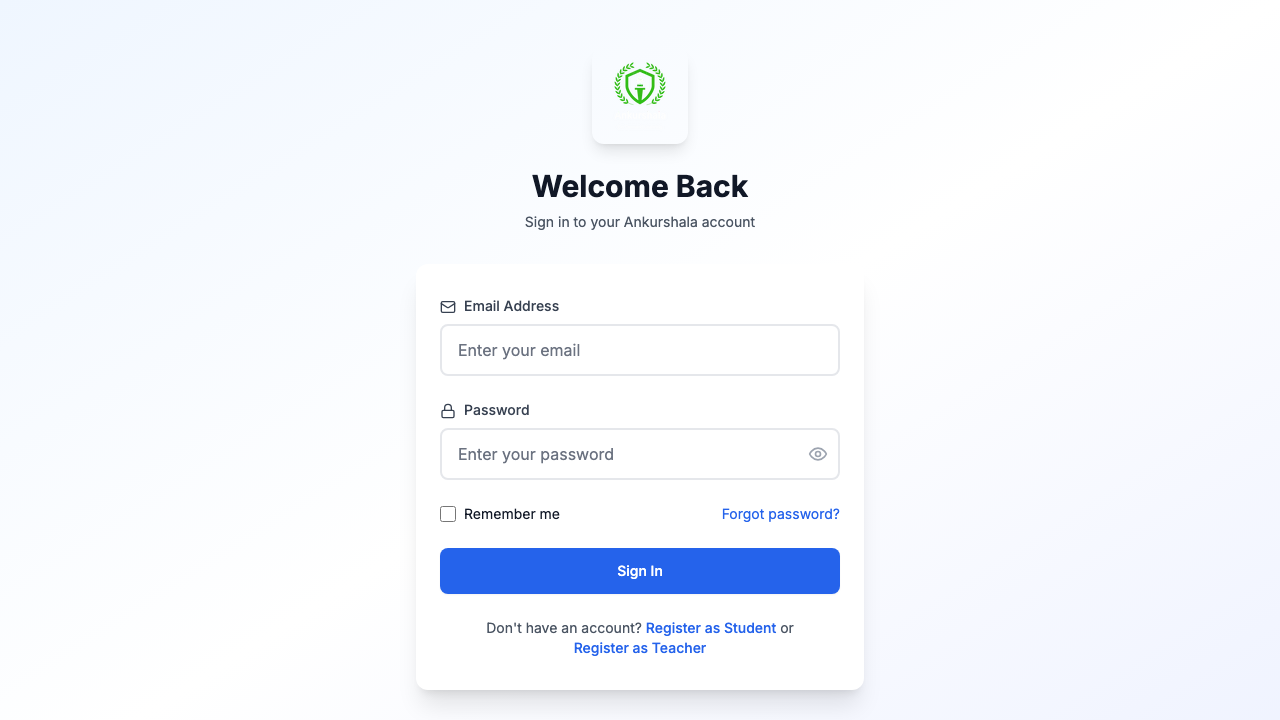 Welcome Back
Sign in to your Ankurshala account
Email Address
Enter your email
Password
Enter your password
Remember me
Forgot password?
Sign In
Don't have an account? Register as Student or
Register as Teacher